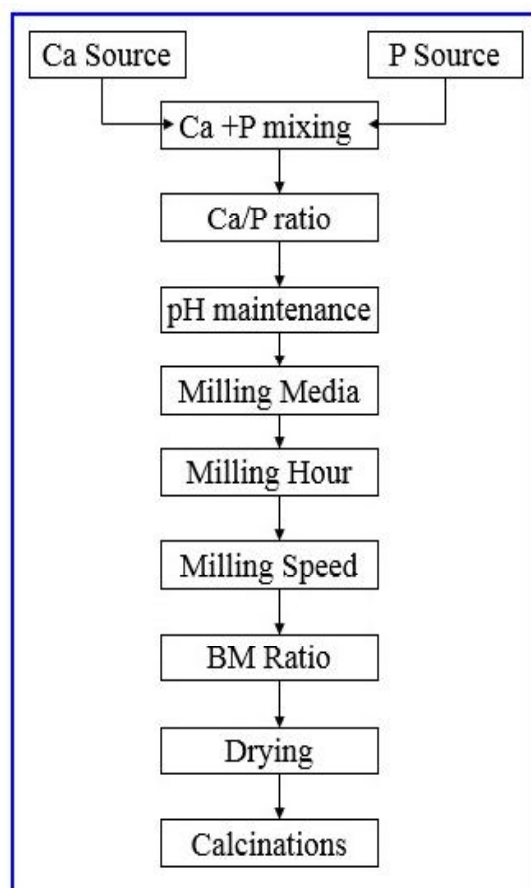 Ca Source
P Source
Ca +P mixing
Ca/P ratio
pH maintenance
Milling Media
Milling Hour
Milling Speed
BM Ratio
Drying
Calcinations